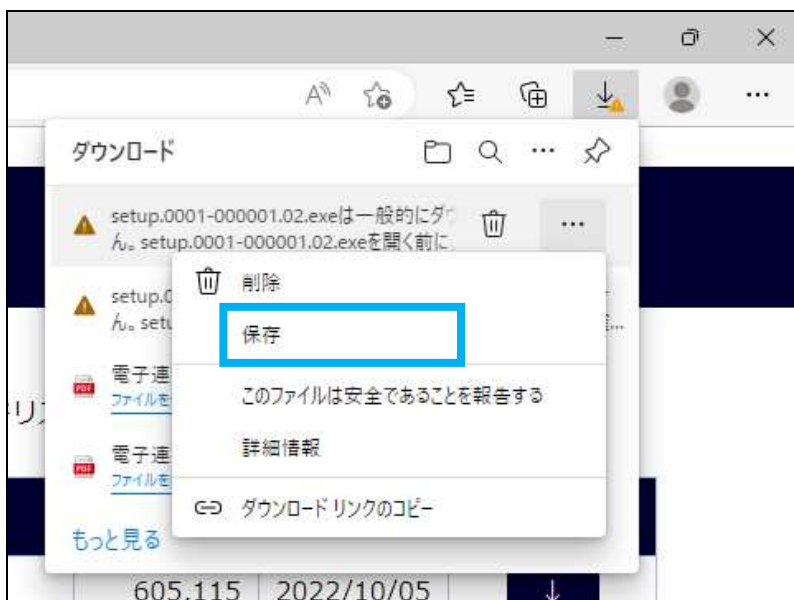 ダウンロード
setup.0001-000001.02.exeは一般的にダウ
ん。setup.0001-000001.02.exeを開く前に
削除
setup.0
ん。setu
保存
電子連
ファイルを
このファイルは安全であることを報告する
詳細情報
電子連
ファイルを
ダウンロード リンクのコピー
もっと見る
605,115 2022/10/05